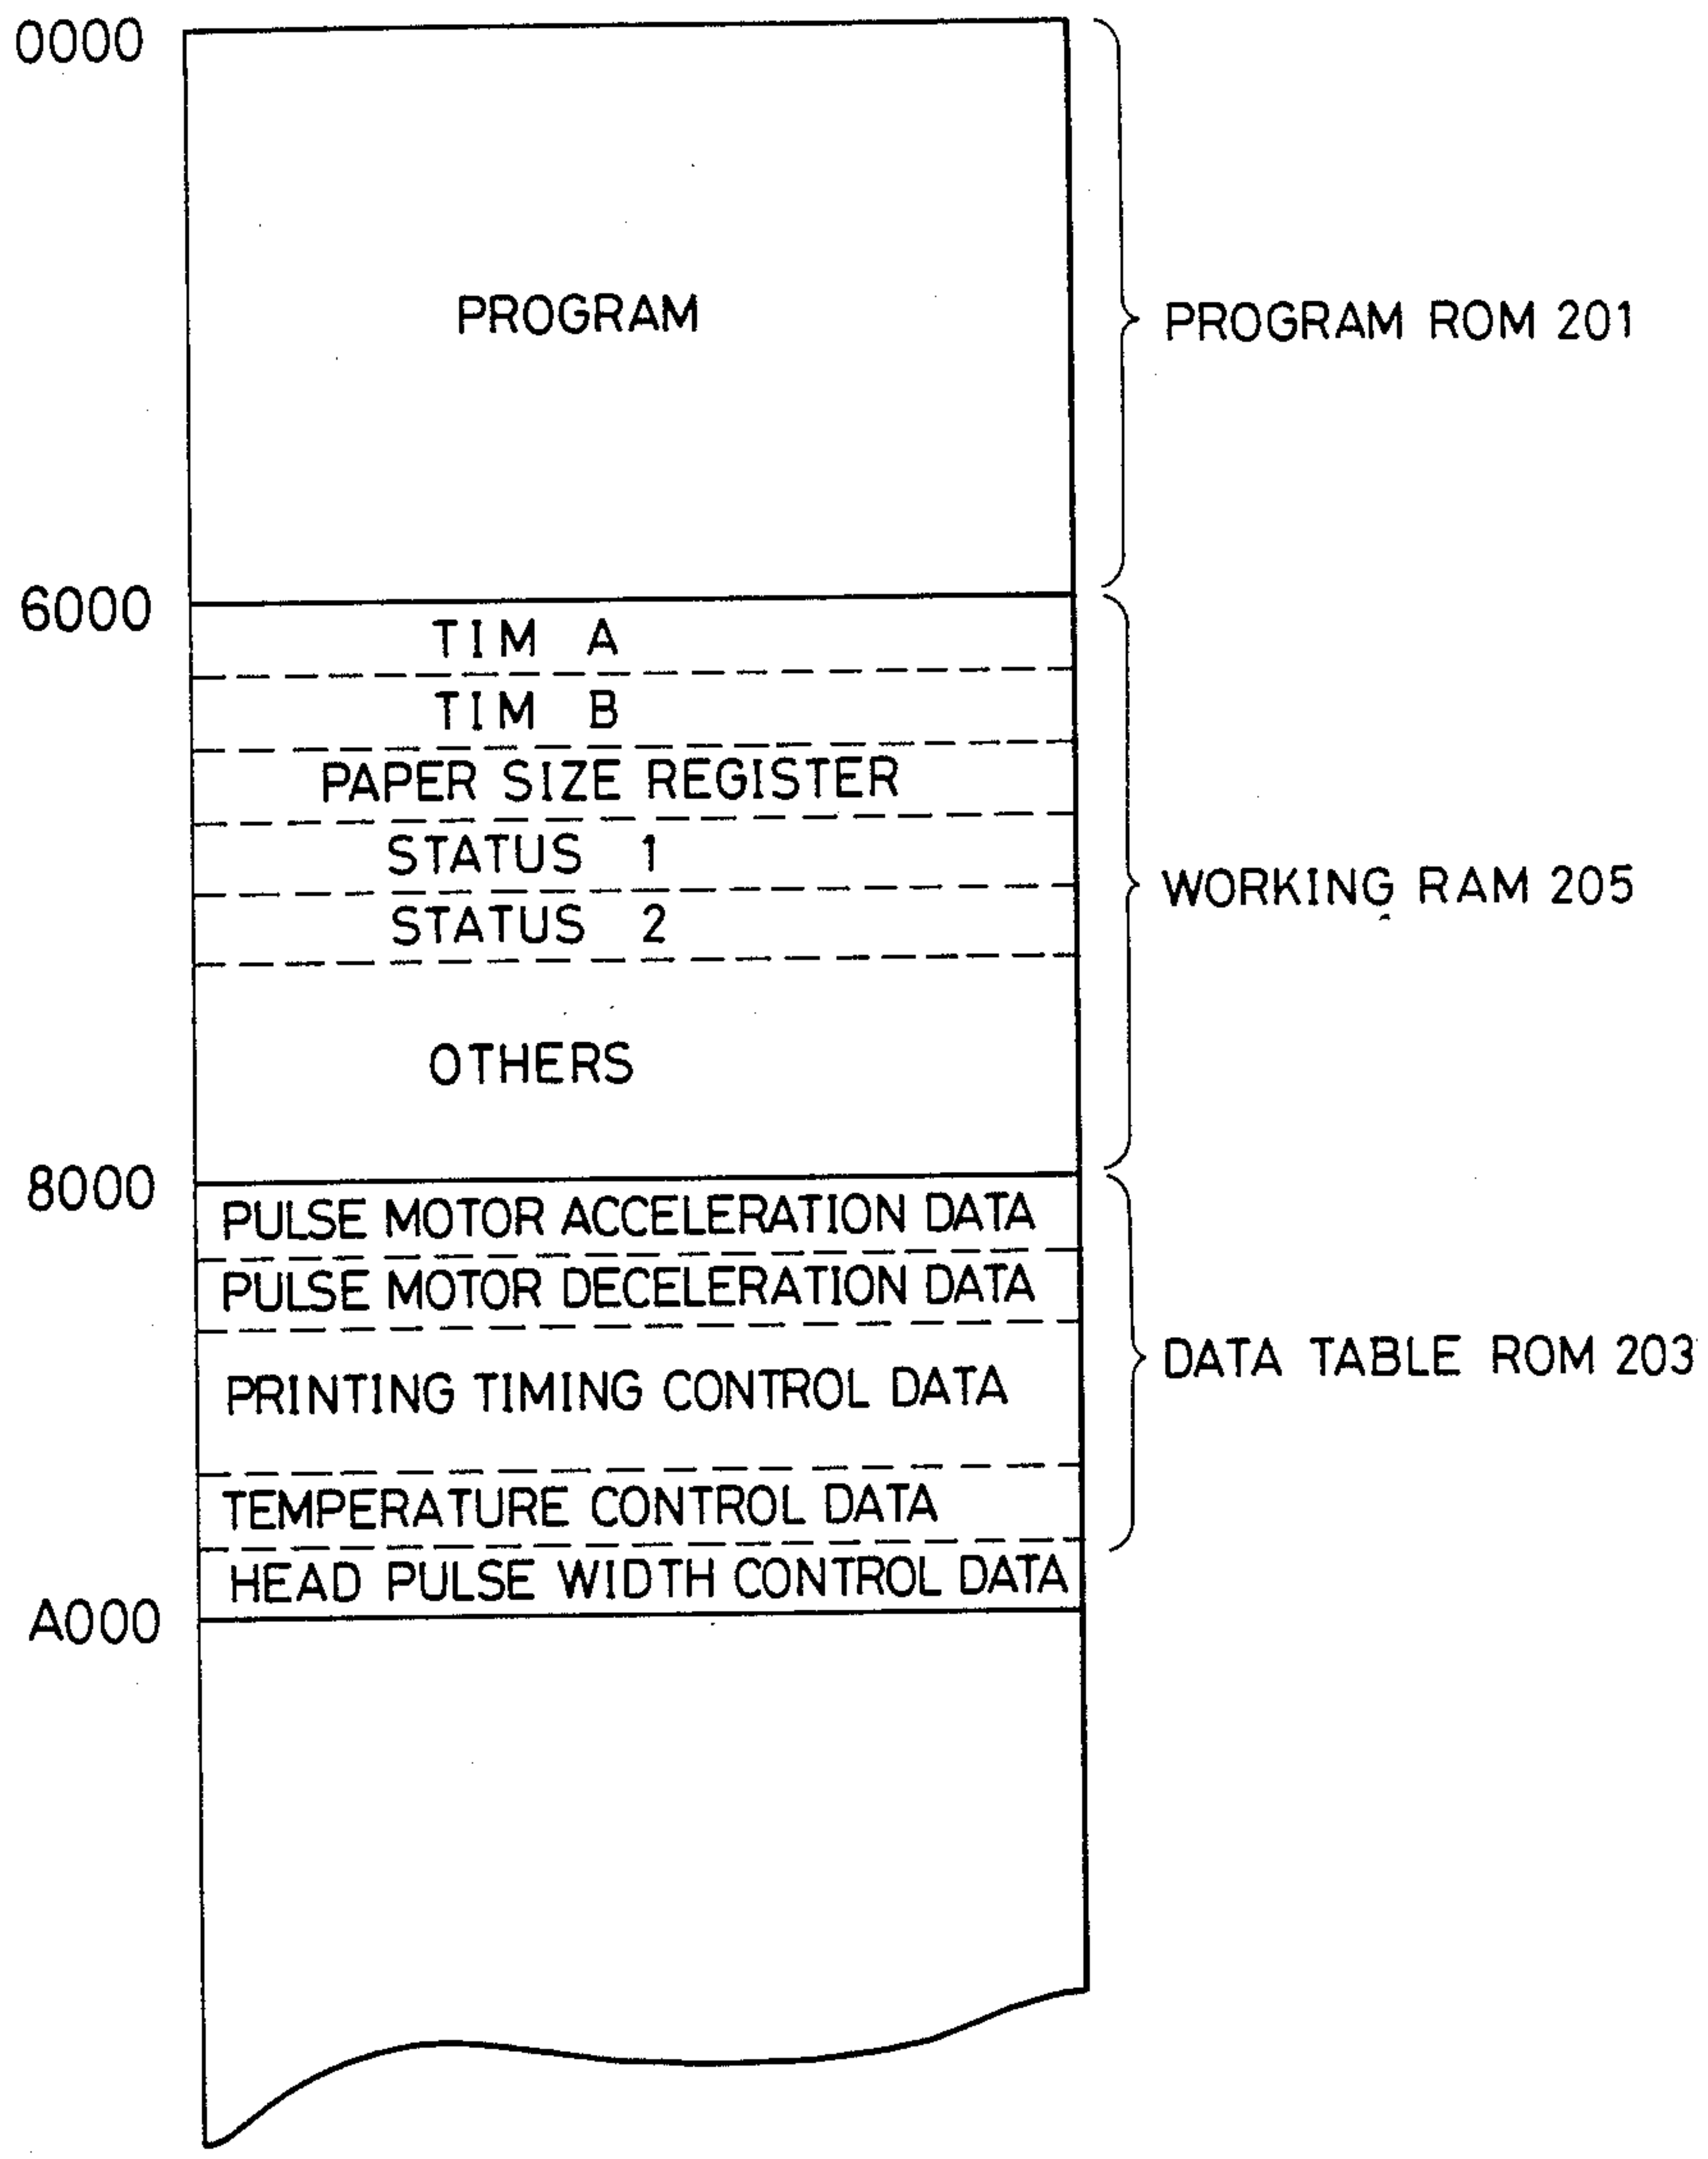 0000
PROGRAM
PROGRAM ROM 201
6000
TIM A
TIM B
PAPER SIZE REGISTER
STATUS 1
STATUS 2
WORKING RAM 205
OTHERS
8000
PULSE MOTOR ACCELERATION DATA
PULSE MOTOR DECELERATION DATA
DATA TABLE ROM 203
PRINTING TIMING CONTROL DATA
TEMPERATURE CONTROL DATA
HEAD PULSE WIDTH CONTROL DATA
A000